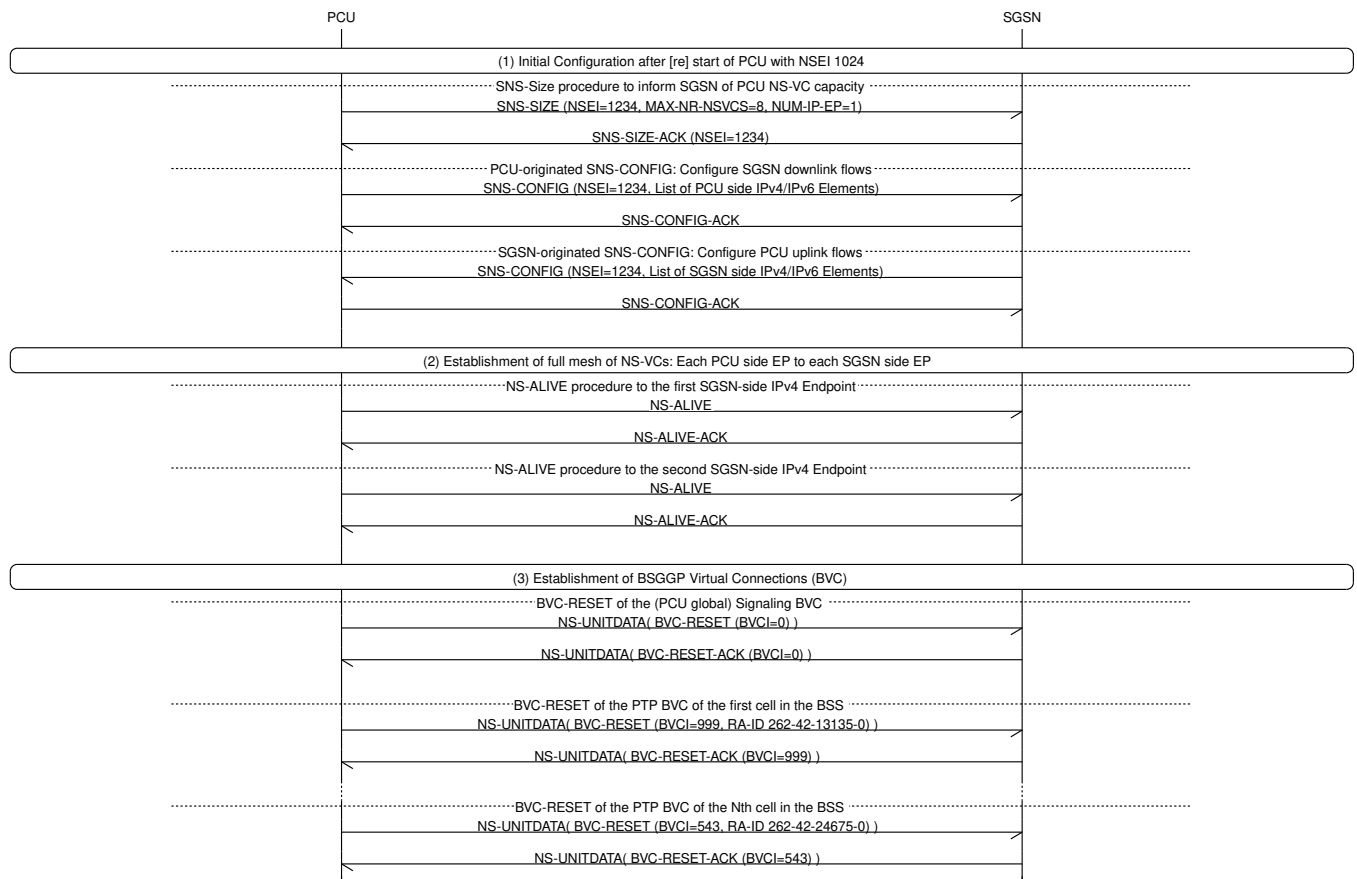 PCU SGSN
(1) Initial Configuration after [re] start of PCU with NSEI 1024
SNS-Size procedure to inform SGSN of PCU NS-VC capacity
SNS-SIZE (NSEI=1234, MAX-NR-NSVCS=8, NUM-IP-EP=1)
SNS-SIZE-ACK (NSEI=1234)
PCU-originated SNS-CONFIG: Configure SGSN downlink flows
SNS-CONFIG (NSEI=1234, List of PCU side IPv4/IPv6 Elements)
SNS-CONFIG-ACK
SGSN-originated SNS-CONFIG: Configure PCU uplink flows
SNS-CONFIG (NSEI=1234, List of SGSN side IPv4/IPv6 Elements)
SNS-CONFIG-ACK
(2) Establishment of full mesh of NS-VCs: Each PCU side EP to each SGSN side EP
NS-ALIVE procedure to the first SGSN-side IPv4 Endpoint
NS-ALIVE
NS-ALIVE-ACK
NS-ALIVE procedure to the second SGSN-side IPv4 Endpoint
NS-ALIVE
NS-ALIVE-ACK
(3) Establishment of BSGGP Virtual Connections (BVC)
BVC-RESET of the (PCU global) Signaling BVC
NS-UNITDATA( BVC-RESET (BVCI=0) )
NS-UNITDATA( BVC-RESET-ACK (BVCI=0) )
BVC-RESET of the PTP BVC of the first cell in the BSS
NS-UNITDATA( BVC-RESET (BVCI=999, RA-ID 262-42-13135-0) )
NS-UNITDATA( BVC-RESET-ACK (BVCI=999) )
BVC-RESET of the PTP BVC of the Nth cell in the BSS
NS-UNITDATA( BVC-RESET (BVCI=543, RA-ID 262-42-24675-0) )
NS-UNITDATA( BVC-RESET-ACK (BVCI=543) )